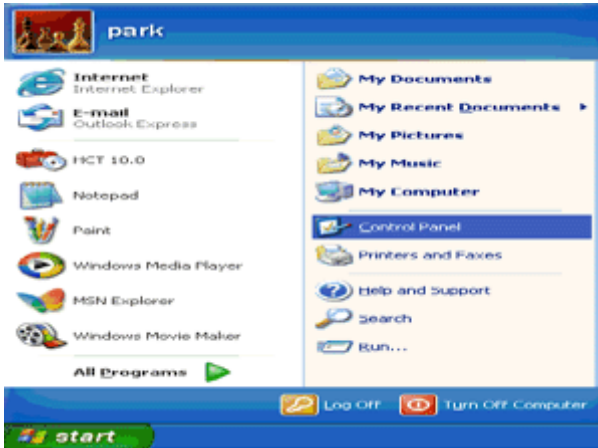 park
Internet
Internet Explorer
E-mail
Outlook Express
HCT 10.0
Notepad
Paint
Windows Media Player
MSN Explorer
Windows Movie Maker
All Programs
My Documents
My Recent Documents
My Pictures
My Music
My Computer
Control Panel
Printers and Faxes
Help and Support
Search
Run...
Log Off
Turn Off Computer
start